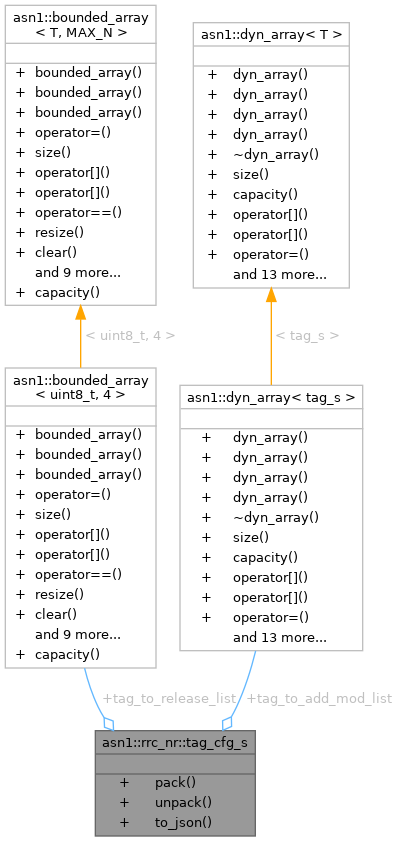 asn1::bounded_array
< T, MAX_N >
+ bounded_array()
+ bounded_array()
+ bounded_array()
+ operator=()
+ size()
+ operator[]()
+ operator[]()
+ operator==()
+ resize()
+ clear()
and 9 more...
+ capacity()
asn1::dyn_array< T >
+ dyn_array()
+ dyn_array()
+ dyn_array()
+ dyn_array()
+ ~dyn_array()
+ size()
+ capacity()
+ operator[]()
+ operator[]()
+ operator=()
and 13 more...
< uint8_t, 4 >
< tag_s >
asn1::bounded_array
< uint8_t, 4 >
+ bounded_array()
+ bounded_array()
+ bounded_array()
+ operator=()
+ size()
+ operator[]()
+ operator[]()
+ operator==()
+ resize()
+ clear()
and 9 more...
+ capacity()
asn1::dyn_array< tag_s >
+ dyn_array()
+ dyn_array()
+ dyn_array()
+ dyn_array()
+ ~dyn_array()
+ size()
+ capacity()
+ operator[]()
+ operator[]()
+ operator=()
and 13 more...
+tag_to_release_list
+tag_to_add_mod_list
asn1::rrc_nr::tag_cfg_s
+ pack()
+ unpack()
+ to_json()